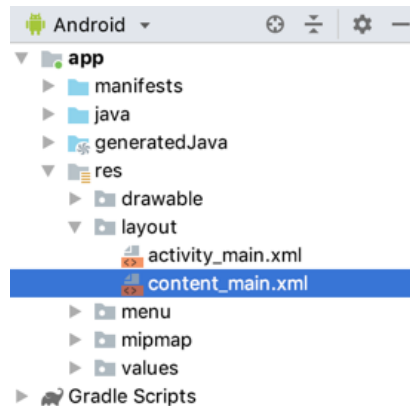 Android
app
manifests
java
generatedJava
res
drawable
layout
activity_main.xml
content_main.xml
menu
mipmap
values
Gradle Scripts